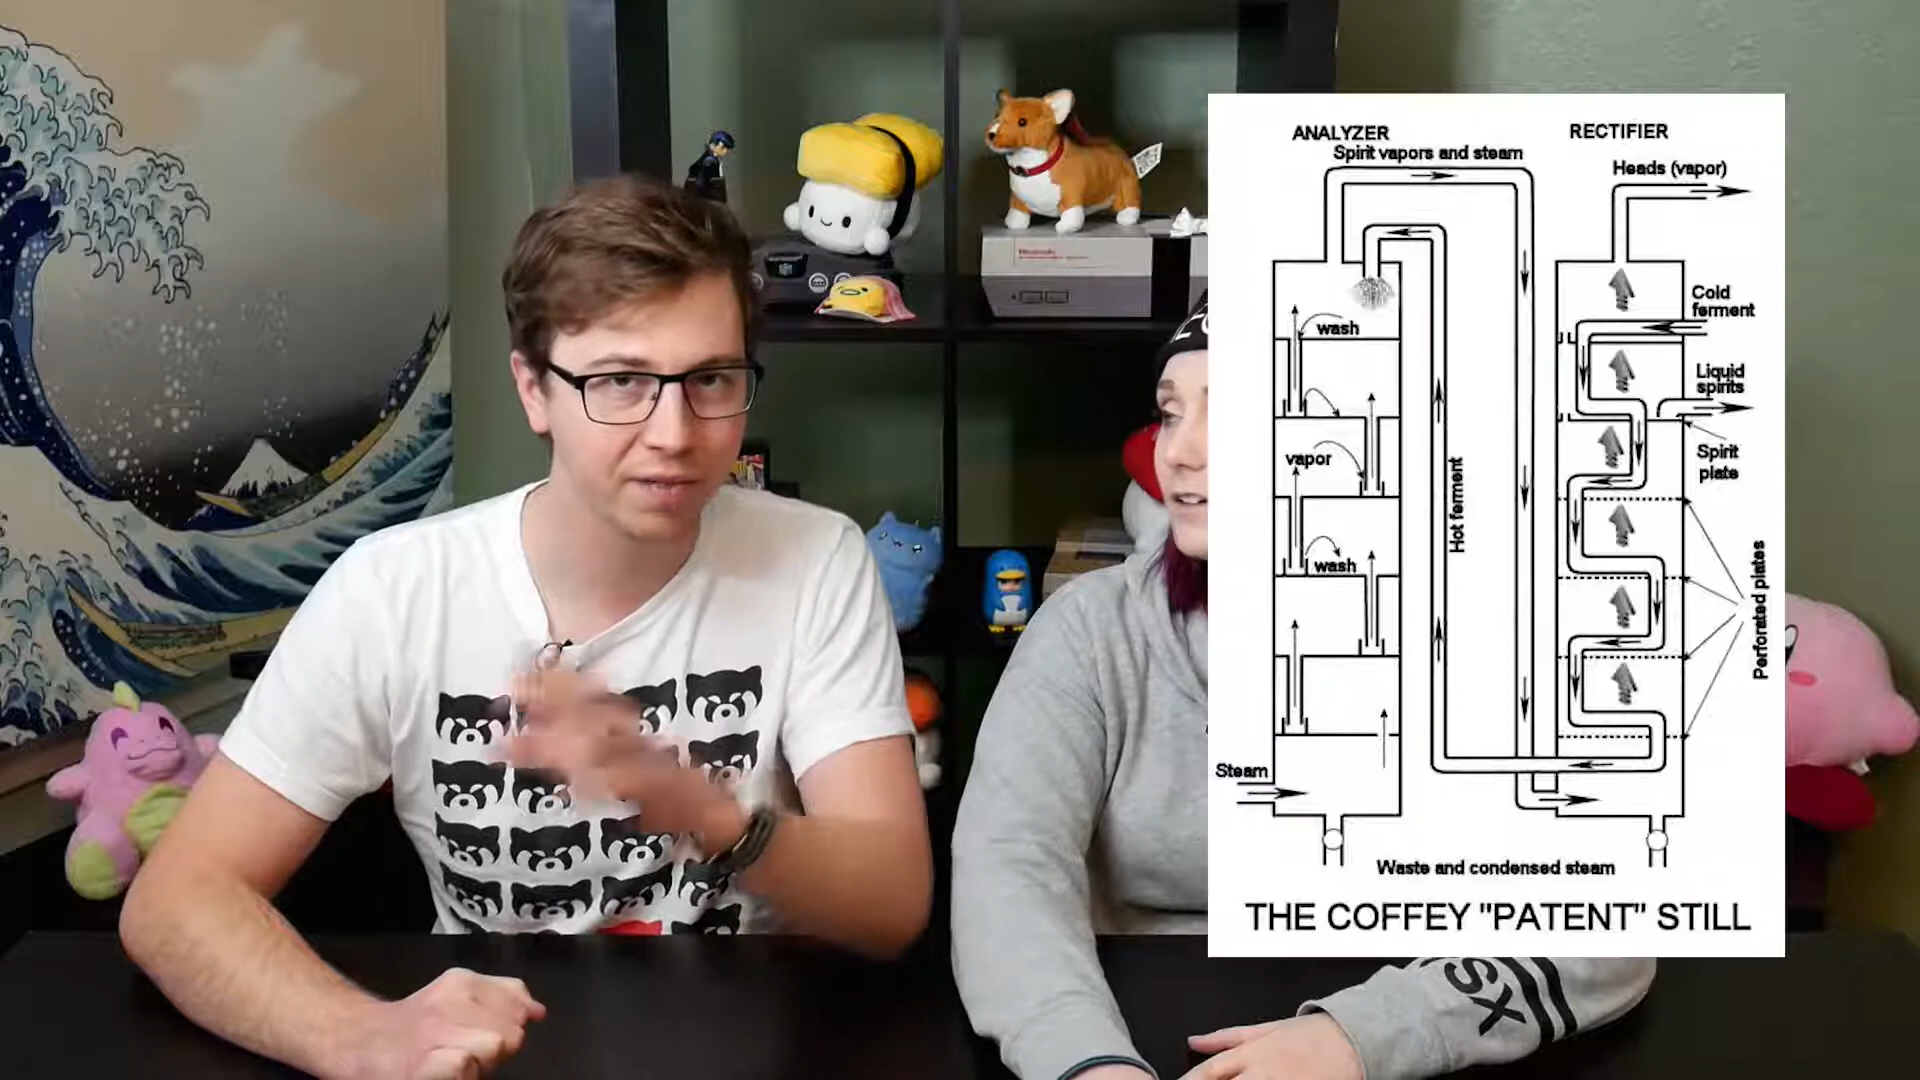 ANALYZER
RECTIFIER
Spirit vapors and steam
Heads (vapor)
Cold
ferment
wash
Liquid
spirits
vapor
Spirit
plate
Hot ferment
wash
Perforated plates
Steam
Waste and condensed steam
THE COFFEY "PATENT" STILL
SX